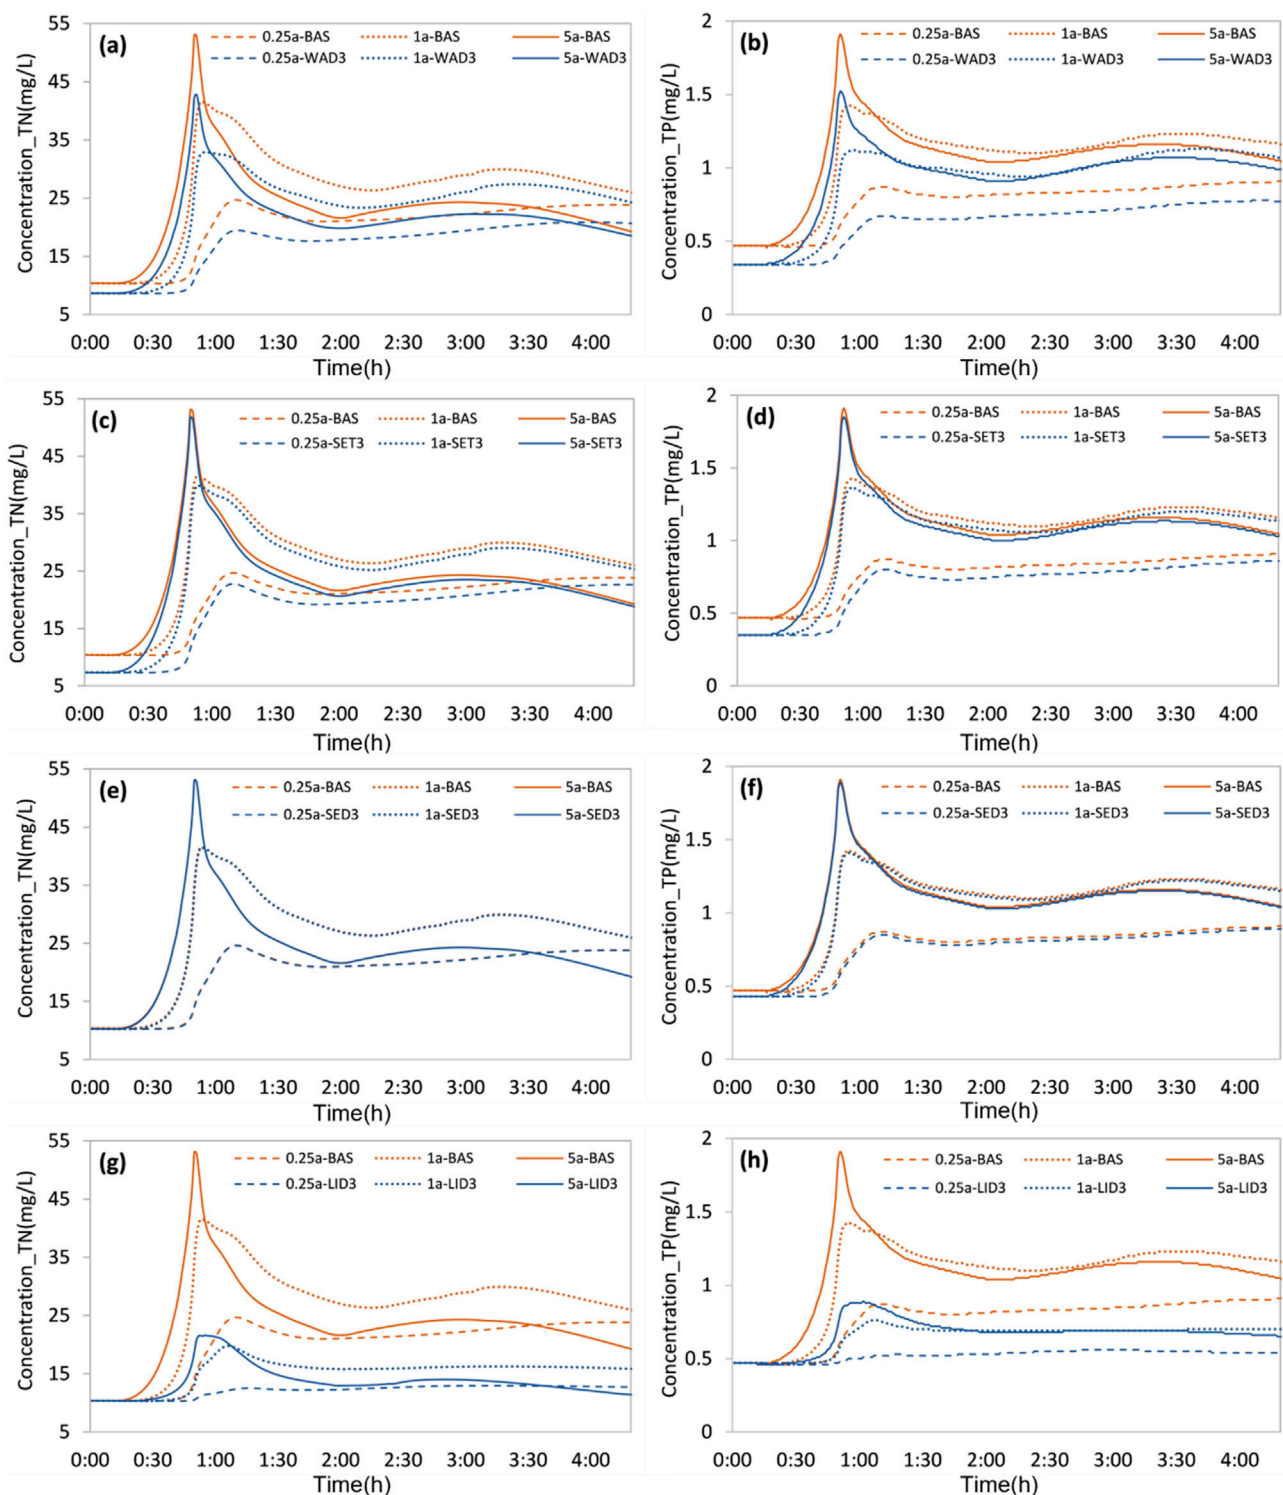 (a)
0.25a-BAS 1a-BAS 5a-BAS
0.25a-WAD3 1a-WAD3 5a-WAD3
Concentration_TN(mg/L)
55
45
35
25
15
5
0:00 0:30 1:00 1:30 2:00 2:30 3:00 3:30 4:00
Time(h)
(b)
0.25a-BAS 1a-BAS 5a-BAS
0.25a-WAD3 1a-WAD3 5a-WAD3
Concentration_TP(mg/L)
2
1.5
1
0.5
0
0:00 0:30 1:00 1:30 2:00 2:30 3:00 3:30 4:00
Time(h)
(c)
0.25a-BAS 1a-BAS 5a-BAS
0.25a-SET3 1a-SET3 5a-SET3
Concentration_TN(mg/L)
55
45
35
25
15
5
0:00 0:30 1:00 1:30 2:00 2:30 3:00 3:30 4:00
Time(h)
(d)
0.25a-BAS 1a-BAS 5a-BAS
0.25a-SET3 1a-SET3 5a-SET3
Concentration_TP(mg/L)
2
1.5
1
0.5
0
0:00 0:30 1:00 1:30 2:00 2:30 3:00 3:30 4:00
Time(h)
(e)
0.25a-BAS 1a-BAS 5a-BAS
0.25a-SED3 1a-SED3 5a-SED3
Concentration_TN(mg/L)
55
45
35
25
15
5
0:00 0:30 1:00 1:30 2:00 2:30 3:00 3:30 4:00
Time(h)
(f)
0.25a-BAS 1a-BAS 5a-BAS
0.25a-SED3 1a-SED3 5a-SED3
Concentration_TP(mg/L)
2
1.5
1
0.5
0
0:00 0:30 1:00 1:30 2:00 2:30 3:00 3:30 4:00
Time(h)
(g)
0.25a-BAS 1a-BAS 5a-BAS
0.25a-LID3 1a-LID3 5a-LID3
Concentration_TN(mg/L)
55
45
35
25
15
5
0:00 0:30 1:00 1:30 2:00 2:30 3:00 3:30 4:00
Time(h)
(h)
0.25a-BAS 1a-BAS 5a-BAS
0.25a-LID3 1a-LID3 5a-LID3
Concentration_TP(mg/L)
2
1.5
1
0.5
0
0:00 0:30 1:00 1:30 2:00 2:30 3:00 3:30 4:00
Time(h)